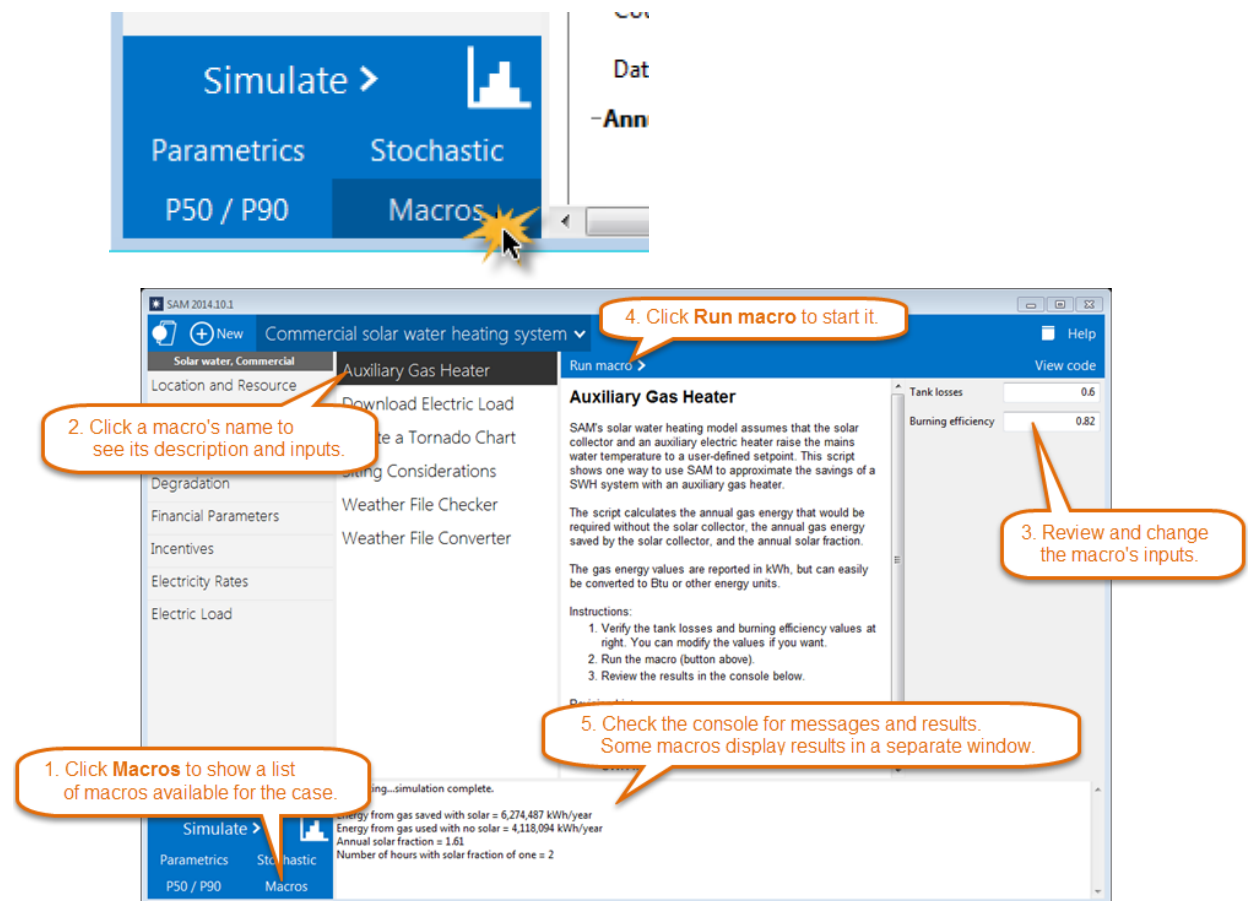 Simulate >
Dat
Parametrics Stochastic
-Ann
P50 / P90 Macros
SAM 2014.10.1
New Commercial solar water heating system Help
4. Click Run macro to start it.
Solar water, Commercial
Location and Resource
Degradation
Financial Parameters
Incentives
Electricity Rates
Electric Load
2. Click a macro's name to
see its description and inputs.
Auxiliary Gas Heater
Download Electric Load
te a Tornado Chart
Siting Considerations
Weather File Checker
Weather File Converter
Run macro > View code
Auxiliary Gas Heater
SAM's solar water heating model assumes that the solar
collector and an auxiliary electric heater raise the mains
water temperature to a user-defined setpoint. This script
shows one way to use SAM to approximate the savings of a
SWH system with an auxiliary gas heater.
The script calculates the annual gas energy that would be
required without the solar collector, the annual gas energy
saved by the solar collector, and the annual solar fraction.
The gas energy values are reported in kWh, but can easily
be converted to Btu or other energy units.
Instructions:
1. Verify the tank losses and burning efficiency values at
right. You can modify the values if you want.
2. Run the macro (button above).
3. Review the results in the console below.
Tank losses 0.6
Burning efficiency 0.82
3. Review and change
the macro's inputs.
5. Check the console for messages and results.
Some macros display results in a separate window.
1. Click Macros to show a list
of macros available for the case.
ing...simulation complete.
Energy from gas saved with solar = 6,274,487 kWh/year
Energy from gas used with no solar = 4,118,094 kWh/year
Annual solar fraction = 1.61
Number of hours with solar fraction of one = 2
Simulate >
Parametrics Stochastic
P50 / P90 Macros